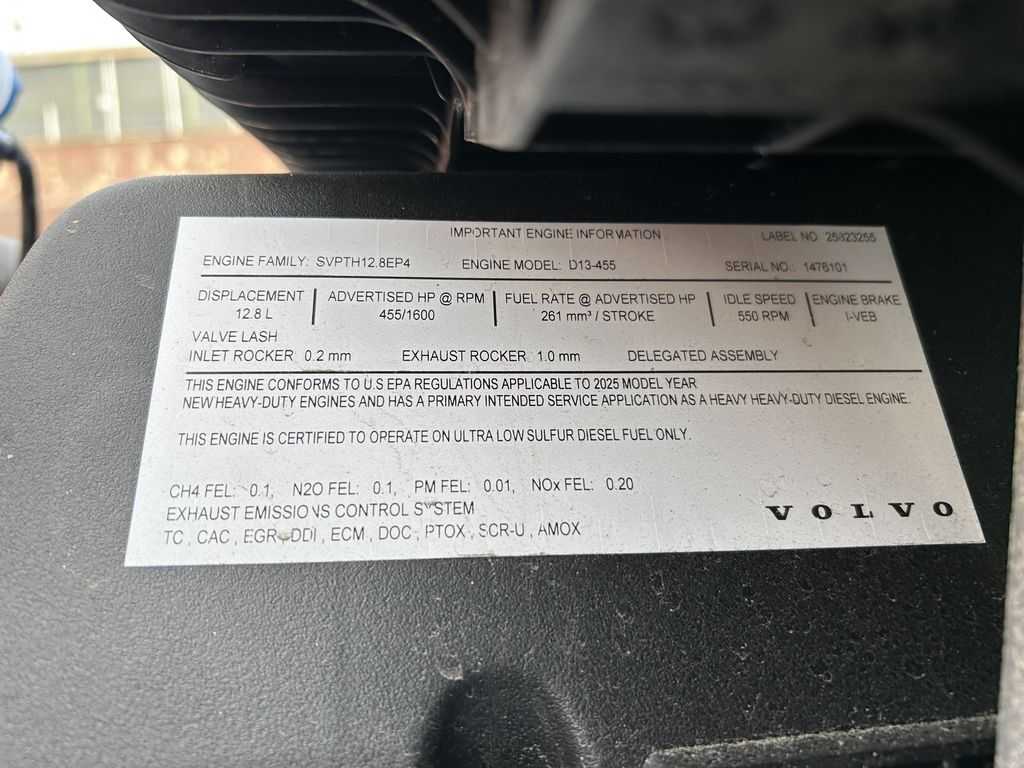 IMPORTANT ENGINE INFORMATION LABEL NO 25823255
ENGINE FAMILY: SVPTH12.8EP4 ENGINE MODEL: D13-455 SERIAL NO.: 1476101
DISPLACEMENT ADVERTISED HP @ RPM FUEL RATE @ ADVERTISED HP IDLE SPEED ENGINE BRAKE
12.8 L 455/1600 261 mm³ / STROKE 550 RPM I-VEB
VALVE LASH
INLET ROCKER 0.2 mm EXHAUST ROCKER 1.0 mm DELEGATED ASSEMBLY
THIS ENGINE CONFORMS TO U.S EPA REGULATIONS APPLICABLE TO 2025 MODEL YEAR
NEW HEAVY-DUTY ENGINES AND HAS A PRIMARY INTENDED SERVICE APPLICATION AS A HEAVY HEAVY-DUTY DIESEL ENGINE.
THIS ENGINE IS CERTIFIED TO OPERATE ON ULTRA LOW SULFUR DIESEL FUEL ONLY.
CH4 FEL: 0.1, N2O FEL: 0.1, PM FEL: 0.01, NOx FEL: 0.20
EXHAUST EMISSIONS CONTROL SYSTEM
TC , CAC , EGR , DDI , ECM , DOC , PTOX , SCR-U , AMOX
VOLVO